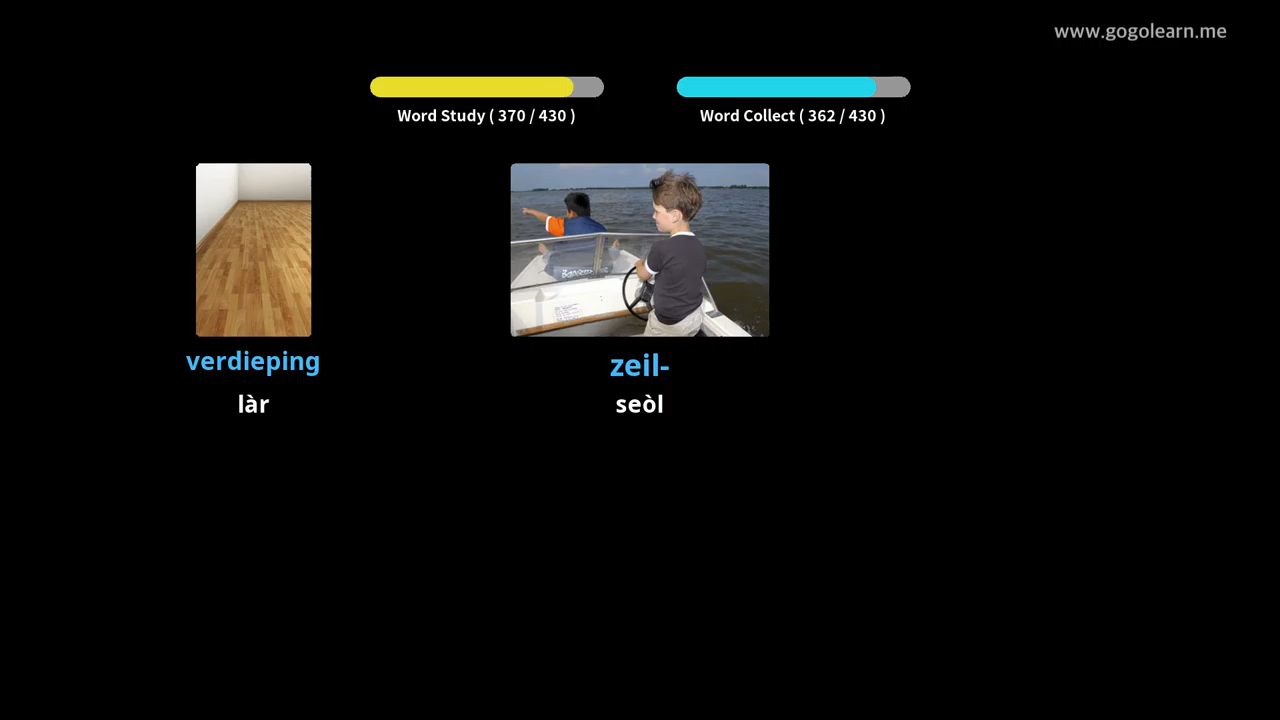 www.gogolearn.me
Word Study ( 370 / 430 )
Word Collect ( 362 / 430 )
verdieping
làr
zeil-
seòl